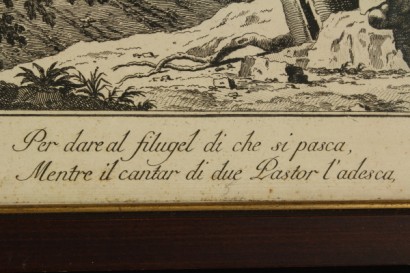 Per dare al filugel di che si pasca,
Mentre il cantar di due Pastor l'adesca,